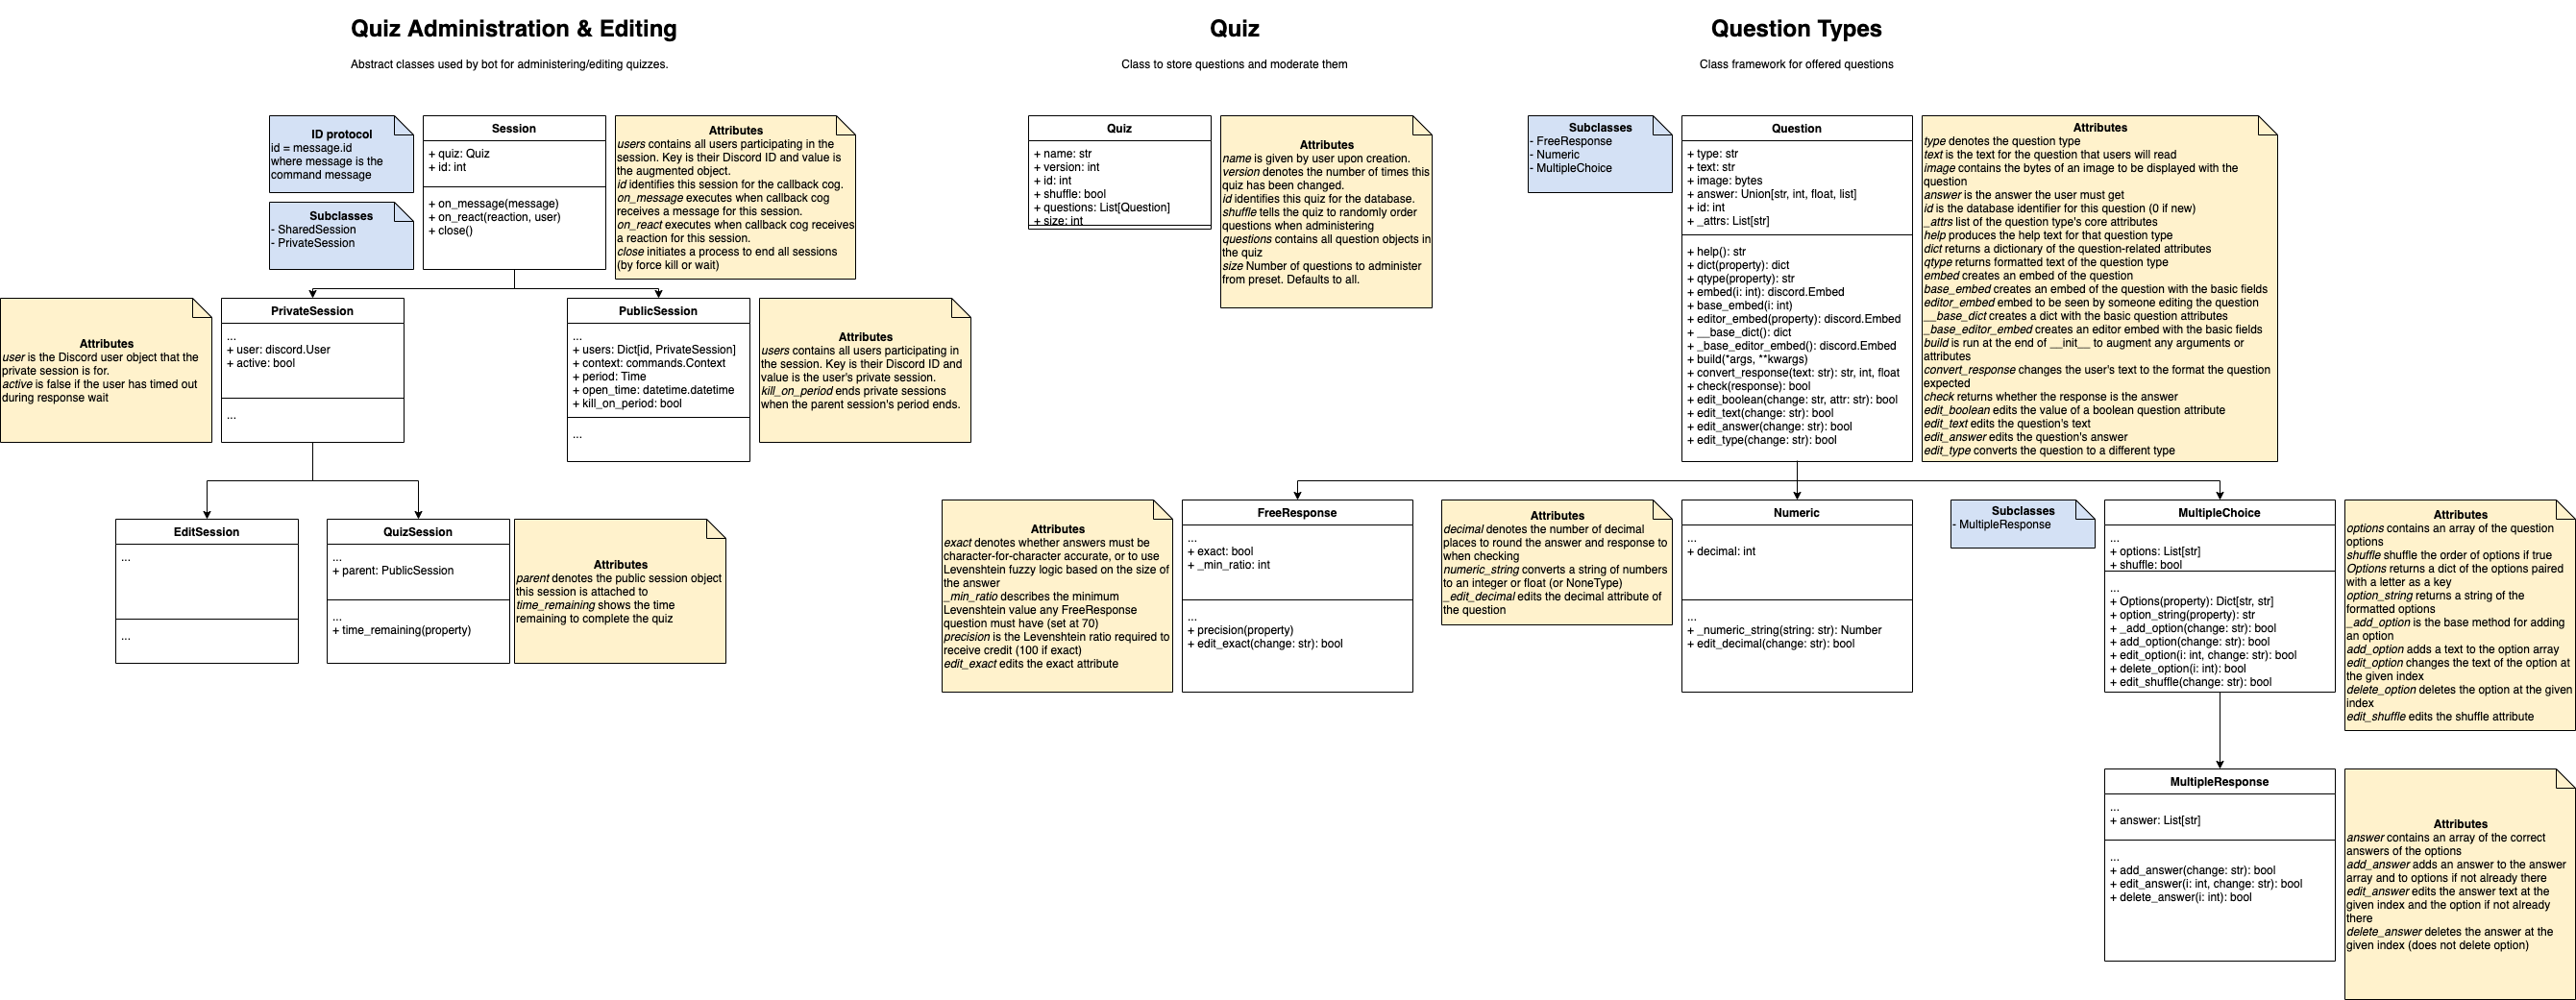 Quiz Administration & Editing
Abstract classes used by bot for administering/editing quizzes.
ID protocol
id = message.id
where message is the
command message
Subclasses
- SharedSession
- PrivateSession
Session
+ quiz: Quiz
+ id: int
+ on_message(message)
+ on_react(reaction, user)
+ close()
Attributes
users contains all users participating in the
session. Key is their Discord ID and value is
the augmented object.
id identifies this session for the callback cog.
on_message executes when callback cog
receives a message for this session.
on_react executes when callback cog receives
a reaction for this session.
close initiates a process to end all sessions
(by force kill or wait)
Attributes
user is the Discord user object that the
private session is for.
active is false if the user has timed out
during response wait
PrivateSession
...
+ user: discord.User
+ active: bool
...
PublicSession
...
+ users: Dict[id, PrivateSession]
+ context: commands.Context
+ period: Time
+ open_time: datetime.datetime
+ kill_on_period: bool
...
Attributes
users contains all users participating in
the session. Key is their Discord ID and
value is the user's private session.
kill_on_period ends private sessions
when the parent session's period ends.
EditSession
...
...
QuizSession
...
+ parent: PublicSession
...
+ time_remaining(property)
Attributes
parent denotes the public session object
this session is attached to
time_remaining shows the time
remaining to complete the quiz
Quiz
Class to store questions and moderate them
Quiz
+ name: str
+ version: int
+ id: int
+ shuffle: bool
+ questions: List[Question]
+ size: int
Attributes
name is given by user upon creation.
version denotes the number of times this
quiz has been changed.
id identifies this quiz for the database.
shuffle tells the quiz to randomly order
questions when administering
questions contains all question objects in
the quiz
size Number of questions to administer
from preset. Defaults to all.
Question Types
Class framework for offered questions
Subclasses
- FreeResponse
- Numeric
- MultipleChoice
Question
+ type: str
+ text: str
+ image: bytes
+ answer: Union[str, int, float, list]
+ id: int
+ _attrs: List[str]
+ help(): str
+ dict(property): dict
+ qtype(property): str
+ embed(i: int): discord.Embed
+ base_embed(i: int)
+ editor_embed(property): discord.Embed
+ __base_dict(): dict
+ _base_editor_embed(): discord.Embed
+ build(*args, **kwargs)
+ convert_response(text: str): str, int, float
+ check(response): bool
+ edit_boolean(change: str, attr: str): bool
+ edit_text(change: str): bool
+ edit_answer(change: str): bool
+ edit_type(change: str): bool
Attributes
type denotes the question type
text is the text for the question that users will read
image contains the bytes of an image to be displayed with the
question
answer is the answer the user must get
id is the database identifier for this question (0 if new)
_attrs list of the question type's core attributes
help produces the help text for that question type
dict returns a dictionary of the question-related attributes
qtype returns formatted text of the question type
embed creates an embed of the question
base_embed creates an embed of the question with the basic fields
editor_embed embed to be seen by someone editing the question
__base_dict creates a dict with the basic question attributes
_base_editor_embed creates an editor embed with the basic fields
build is run at the end of __init__ to augment any arguments or
attributes
convert_response changes the user's text to the format the question
expected
check returns whether the response is the answer
edit_boolean edits the value of a boolean question attribute
edit_text edits the question's text
edit_answer edits the question's answer
edit_type converts the question to a different type
Attributes
exact denotes whether answers must be
character-for-character accurate, or to use
Levenshtein fuzzy logic based on the size of
the answer
_min_ratio describes the minimum
Levenshtein value any FreeResponse
question must have (set at 70)
precision is the Levenshtein ratio required to
receive credit (100 if exact)
edit_exact edits the exact attribute
FreeResponse
...
+ exact: bool
+ _min_ratio: int
...
+ precision(property)
+ edit_exact(change: str): bool
Attributes
decimal denotes the number of decimal
places to round the answer and response to
when checking
numeric_string converts a string of numbers
to an integer or float (or NoneType)
_edit_decimal edits the decimal attribute of
the question
Numeric
...
+ decimal: int
...
+ _numeric_string(string: str): Number
+ edit_decimal(change: str): bool
Subclasses
- MultipleResponse
MultipleChoice
...
+ options: List[str]
+ shuffle: bool
...
+ Options(property): Dict[str, str]
+ option_string(property): str
+ _add_option(change: str): bool
+ add_option(change: str): bool
+ edit_option(i: int, change: str): bool
+ delete_option(i: int): bool
+ edit_shuffle(change: str): bool
Attributes
options contains an array of the question
options
shuffle shuffle the order of options if true
Options returns a dict of the options paired
with a letter as a key
option_string returns a string of the
formatted options
_add_option is the base method for adding
an option
add_option adds a text to the option array
edit_option changes the text of the option at
the given index
delete_option deletes the option at the given
index
edit_shuffle edits the shuffle attribute
MultipleResponse
...
+ answer: List[str]
...
+ add_answer(change: str): bool
+ edit_answer(i: int, change: str): bool
+ delete_answer(i: int): bool
Attributes
answer contains an array of the correct
answers of the options
add_answer adds an answer to the answer
array and to options if not already there
edit_answer edits the answer text at the
given index and the option if not already
there
delete_answer deletes the answer at the
given index (does not delete option)